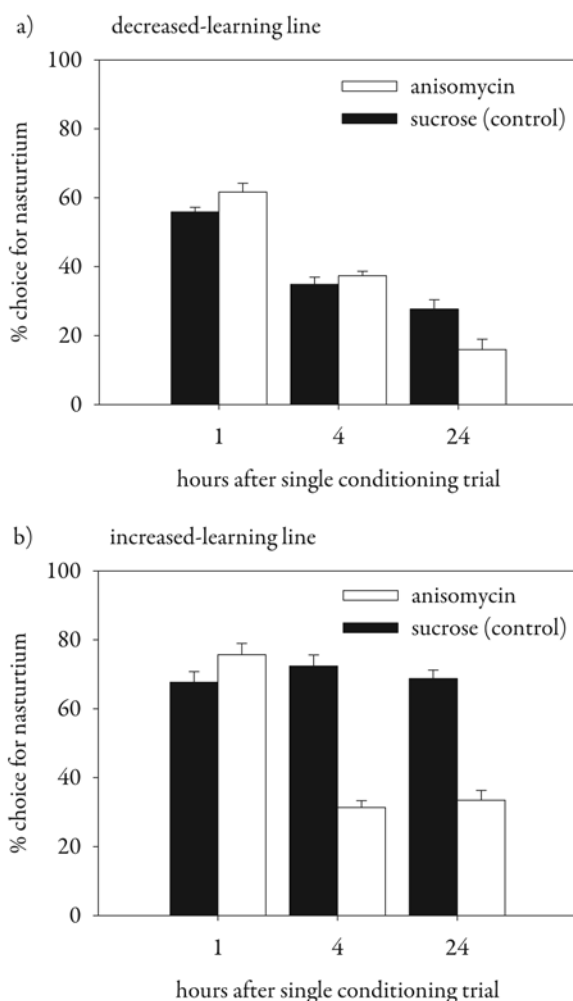 a) decreased-learning line
100
80
60
40
20
0
% choice for nasturtium
anisomycin
sucrose (control)
1 4 24
hours after single conditioning trial
b) increased-learning line
100
80
60
40
20
0
% choice for nasturtium
anisomycin
sucrose (control)
1 4 24
hours after single conditioning trial